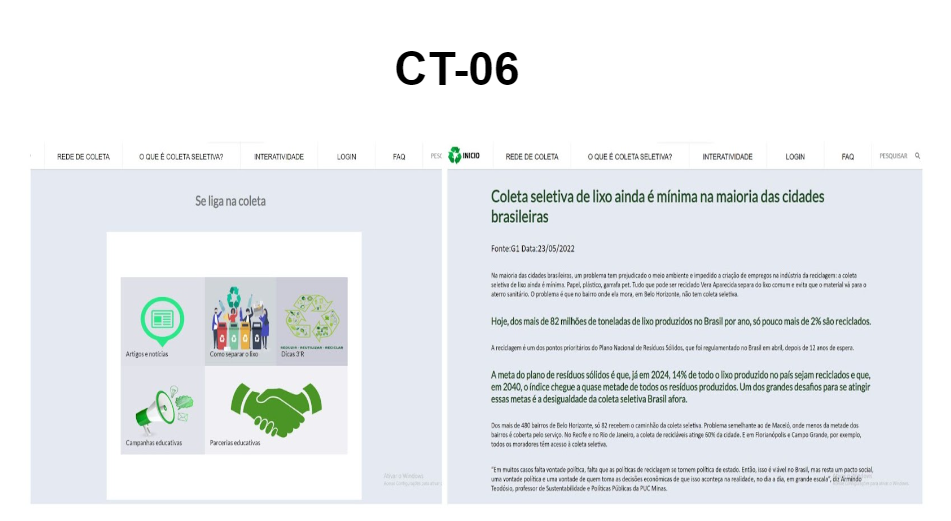 CT-06
REDE DE COLETA O QUE É COLETA SELETIVA? INTERATIVIDADE LOGIN FAQ
Se liga na coleta
Artigos e notícias Como separar o lixo Dicas 3'R
Campanhas educativas Parcerias educativas
INICIO REDE DE COLETA O QUE É COLETA SELETIVA? INTERATIVIDADE LOGIN FAQ PESQUISAR
Coleta seletiva de lixo ainda é mínima na maioria das cidades
brasileiras
Fonte:G1 Data:23/05/2022
Na maioria das cidades brasileiras, um problema tem prejudicado o meio ambiente e impedido a criação de empregos na indústria da reciclagem: a coleta
seletiva de lixo ainda é mínima. Papel, plástico, garrafa pet. Tudo que pode ser reciclado Vera Aparecida separa do lixo comum e evita que o material vá para o
aterro sanitário. O problema é que no bairro onde ela mora, em Belo Horizonte, não tem coleta seletiva.
Hoje, dos mais de 82 milhões de toneladas de lixo produzidos no Brasil por ano, só pouco mais de 2% são reciclados.
A reciclagem é um dos pontos prioritários do Plano Nacional de Resíduos Sólidos, que foi regulamentado no Brasil em abril, depois de 12 anos de espera.
A meta do plano de resíduos sólidos é que, já em 2024, 14% de todo o lixo produzido no país sejam reciclados e que,
em 2040, o índice chegue a quase metade de todos os resíduos produzidos. Um dos grandes desafios para se atingir
essas metas é a desigualdade da coleta seletiva Brasil afora.
Dos mais de 480 bairros de Belo Horizonte, só 82 recebem o caminhão da coleta seletiva. Problema semelhante ao de Maceió, onde menos da metade dos
bairros é coberta pelo serviço. No Recife e no Rio de Janeiro, a coleta de recicláveis atinge 60% da cidade. E em Florianópolis e Campo Grande, por exemplo,
todos os moradores têm acesso à coleta seletiva.
"Em muitos casos falta vontade política, falta que as políticas de reciclagem se tornem política de estado. Então, isso é viável no Brasil, mas resta um pacto social,
uma vontade política e uma vontade de quem toma as decisões econômicas de que isso aconteça na realidade, no dia a dia, em grande escala", diz Armindo
Teodósio, professor de Sustentabilidade e Políticas Públicas da PUC Minas.